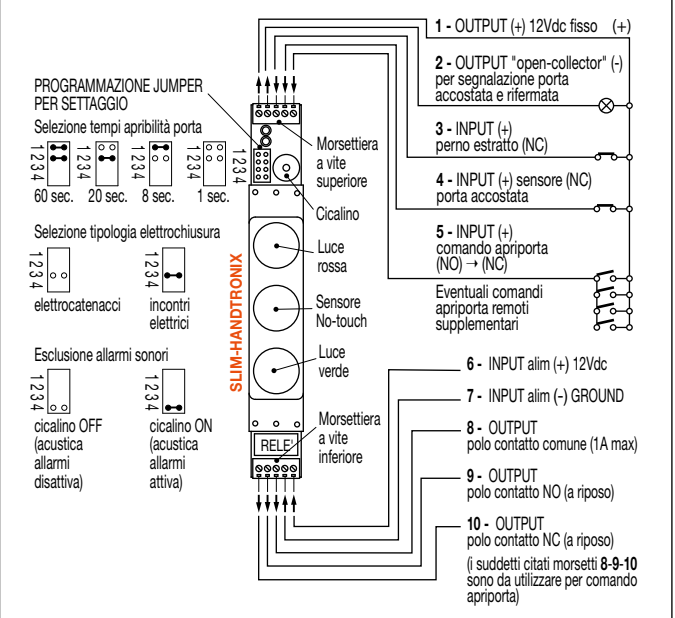 1 - OUTPUT (+) 12Vdc fisso (+)
2 - OUTPUT "open-collector" (-)
per segnalazione porta
accostata e rifermata
3 - INPUT (+)
perno estratto (NC)
4 - INPUT (+) sensore (NC)
porta accostata
5 - INPUT (+)
comando apriporta
(NO) → (NC)
Eventuali comandi
apriporta remoti
supplementari
PROGRAMMAZIONE JUMPER
PER SETTAGGIO
Selezione tempi apribilità porta
1234
1234
1234
1234
1234
60 sec.
20 sec.
8 sec.
1 sec.
Selezione tipologia elettrochiusura
1234
1234
elettrocatenacci
incontri
elettrici
Esclusione allarmi sonori
1234
1234
cicalino OFF
(acustica
allarmi
disattiva)
cicalino ON
(acustica
allarmi
attiva)
SLIM-HANDTRONIX
Morsettiera
a vite
superiore
Cicalino
Luce
rossa
Sensore
No-touch
Luce
verde
Morsettiera
a vite
inferiore
RELE'
6 - INPUT alim (+) 12Vdc
7 - INPUT alim (-) GROUND
8 - OUTPUT
polo contatto comune (1A max)
9 - OUTPUT
polo contatto NO (a riposo)
10 - OUTPUT
polo contatto NC (a riposo)
(i suddetti citati morsetti 8-9-10
sono da utilizzare per comando
apriporta)